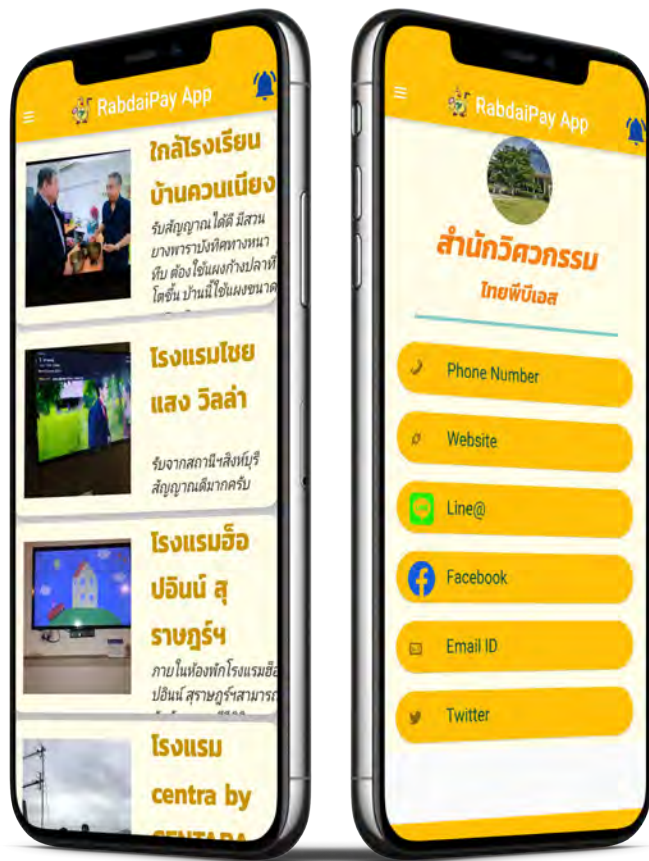 RabdaiPay App
ใกล้โรงเรียน
บ้านควนเนียง
รับสัญญาณได้ดี มีสวน
ยางพาราบังทิศทางหนา
ทึบ ต้องใช้แผงก้างปลาที่
โตขึ้น บ้านนี้ใช้แผงขนาด
โรงแรมไชย
แสง วิลล่า
รับจากสถานีฯสิงห์บุรี
สัญญาณดีมากครับ
โรงแรมฮ็อ
ปอินน์ สุ
ราษฎร์ฯ
ภายในห้องพักโรงแรมฮ็อ
ปอินน์ สุราษฎร์ฯสามารถ
โรงแรม
centra by
CENTARA
RabdaiPay App
สำนักวิศวกรรม
ไทยพีบีเอส
Phone Number
Website
Line@
Facebook
Email ID
Twitter